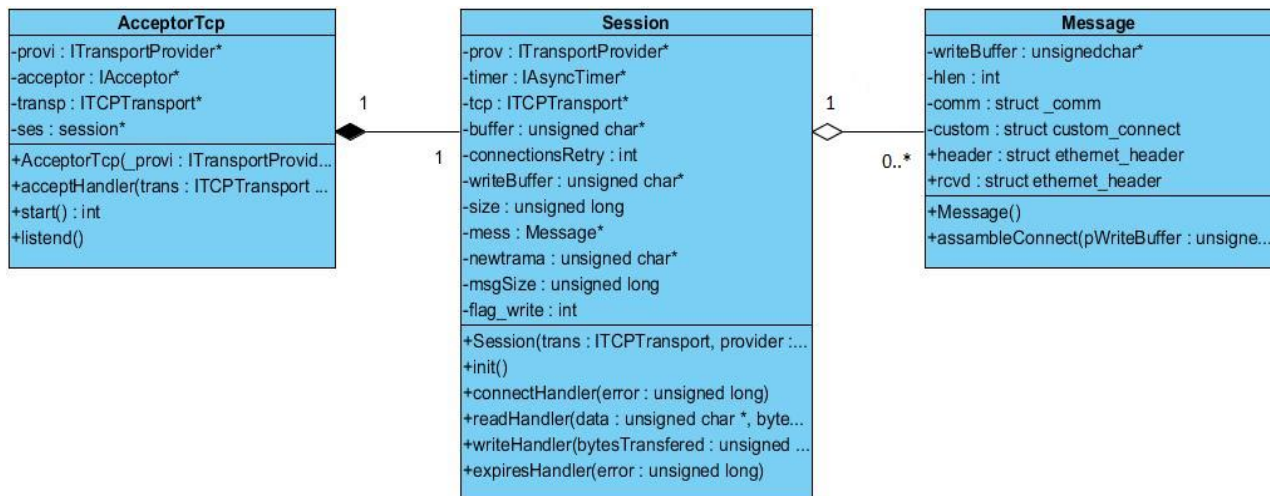 AcceptorTcp
-provi : ITransportProvider*
-acceptor : IAcceptor*
-transp : ITCPTransport*
-ses : session*
+AcceptorTcp(_provi : ITransportProvid...
+acceptHandler(trans : ITCPTransport ...
+start() : int
+listend()
1
1
Session
-prov : ITransportProvider*
-timer : IAsyncTimer*
-tcp : ITCPTransport*
-buffer : unsigned char*
-connectionsRetry : int
-writeBuffer : unsigned char*
-size : unsigned long
-mess : Message*
-newtrama : unsigned char*
-msgSize : unsigned long
-flag_write : int
+Session(trans : ITCPTransport, provider :...
+init()
+connectHandler(error : unsigned long)
+readHandler(data : unsigned char *, byte...
+writeHandler(bytesTransfered : unsigned ...
+expiresHandler(error : unsigned long)
1
0..*
Message
-writeBuffer : unsignedchar*
-hlen : int
-comm : struct _comm
-custom : struct custom_connect
+header : struct ethernet_header
+rcvd : struct ethernet_header
+Message()
+assambleConnect(pWriteBuffer : unsigne...